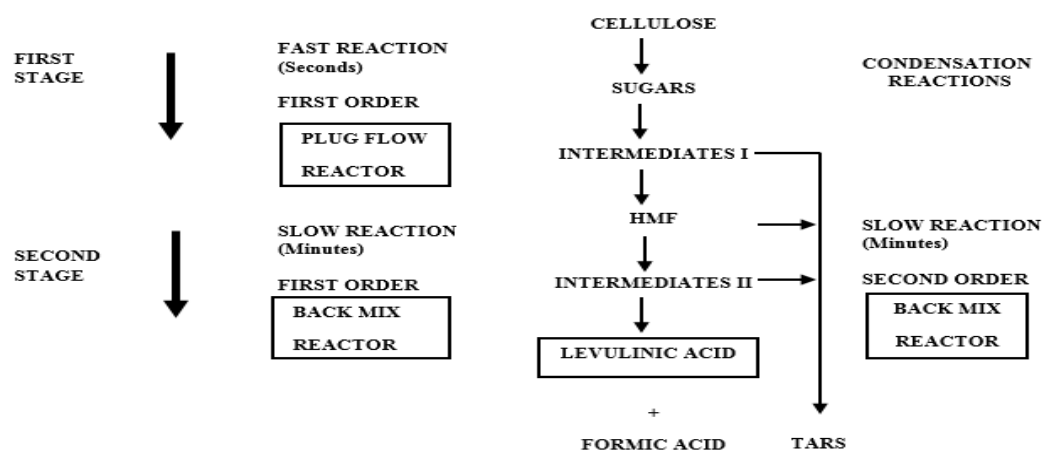 FIRST
STAGE
FAST REACTION
(Seconds)
FIRST ORDER
PLUG FLOW
REACTOR
SECOND
STAGE
SLOW REACTION
(Minutes)
FIRST ORDER
BACK MIX
REACTOR
CELLULOSE
SUGARS
INTERMEDIATES I
HMF
INTERMEDIATES II
LEVULINIC ACID
+
FORMIC ACID
TARS
CONDENSATION
REACTIONS
SLOW REACTION
(Minutes)
SECOND ORDER
BACK MIX
REACTOR